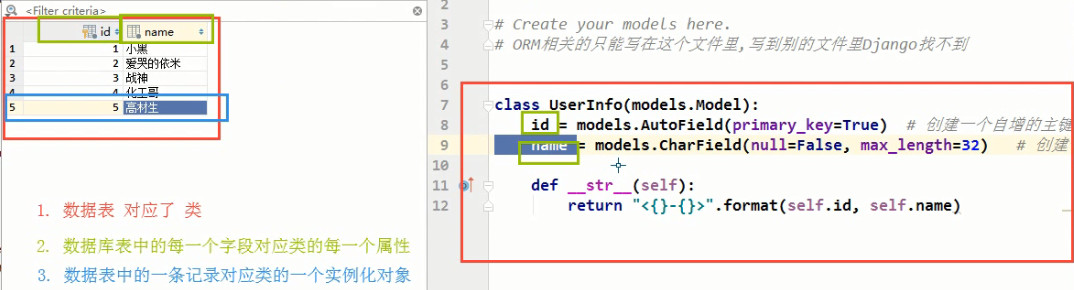 <Filter criteria>
id name
1 1 小黑
2 2 爱哭的依米
3 3 战神
4 4 化工哥
5 5 高材生
1. 数据表 对应了 类
2. 数据库表中的每一个字段对应类的每一个属性
3. 数据表中的一条记录对应类的一个实例化对象
2
3 # Create your models here.
4 # ORM相关的只能写在这个文件里,写到别的文件里Django找不到
5
6
7 class UserInfo(models.Model):
8 id = models.AutoField(primary_key=True) # 创建一个自增的主键
9 name = models.CharField(null=False, max_length=32) # 创建
10
11 def __str__(self):
12 return "<{}-{}>".format(self.id, self.name)